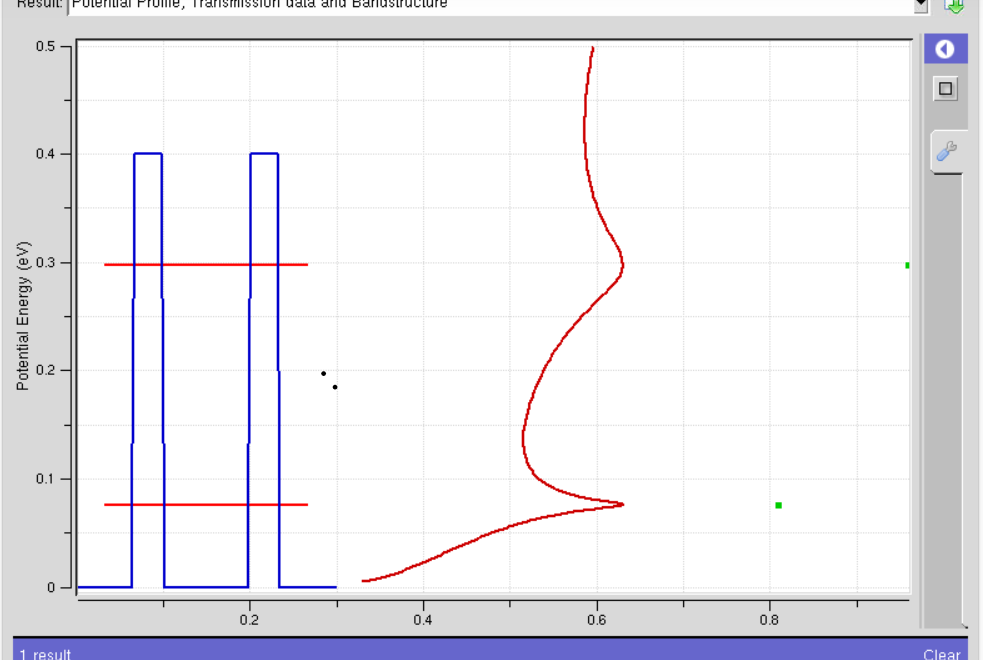 Result: Potential Profile, Transmission data and Bandstructure
0.5
0.4
0.3
0.2
0.1
0
Potential Energy (eV)
0.2 0.4 0.6 0.8
1 result Clear